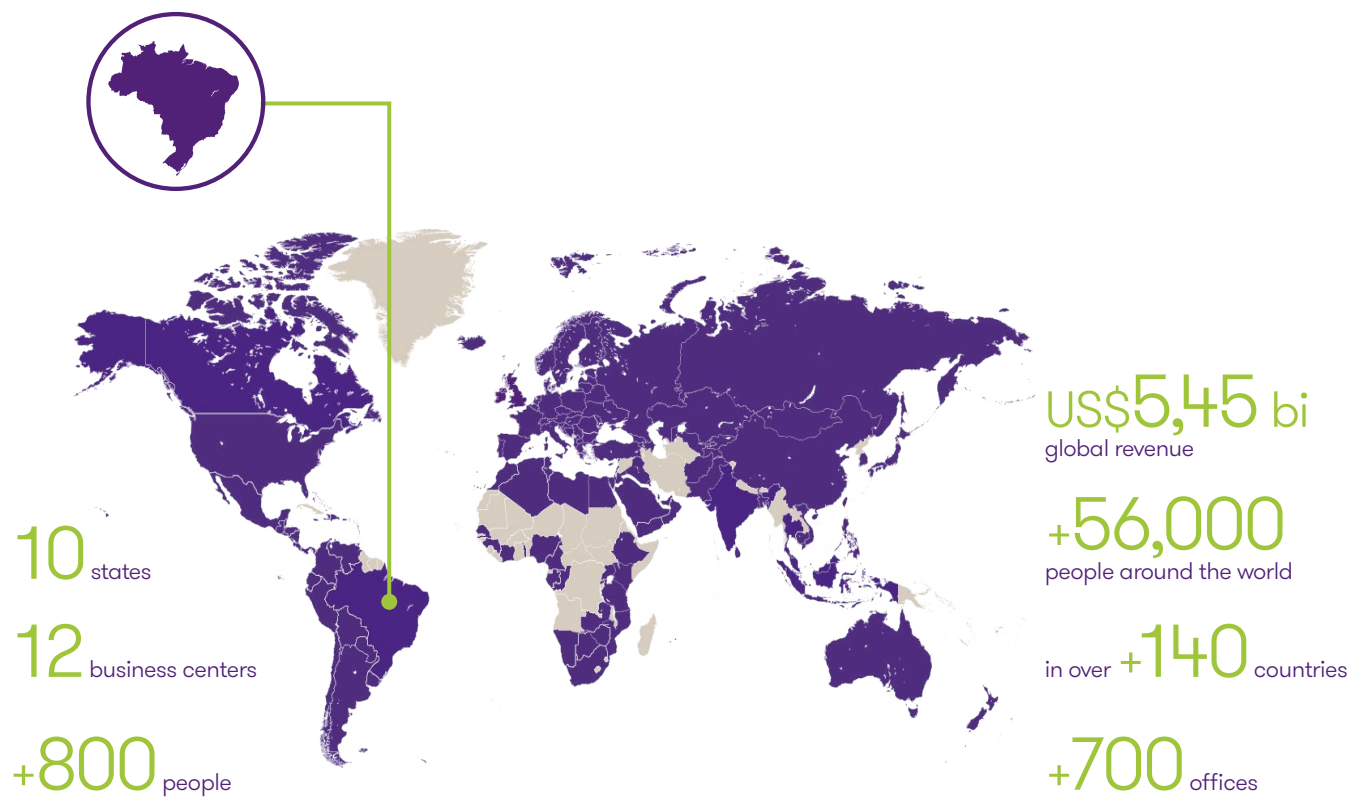 10 states
12 business centers
+800 people
US$5,45 bi
global revenue
+56,000
people around the world
in over +140 countries
+700 offices